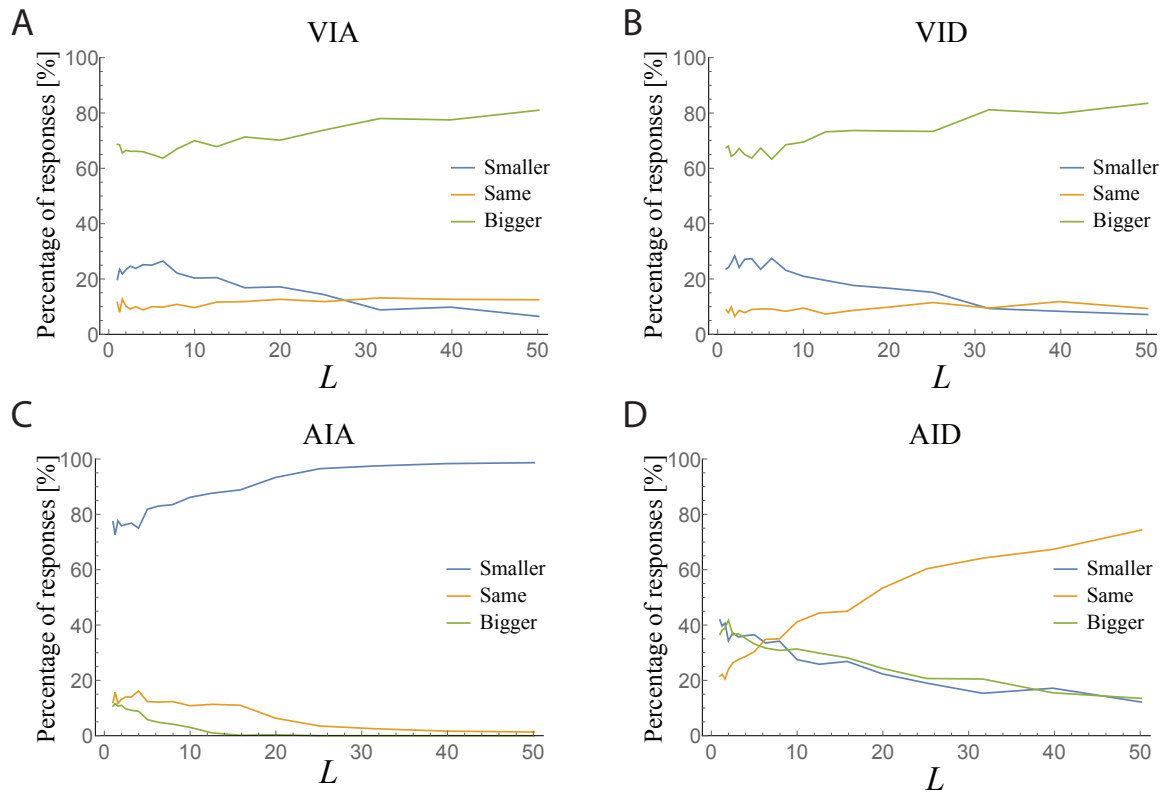 A
VIA
Percentage of responses [%]
100
80
60
40
20
0
0 10 20 30 40 50
L
Smaller
Same
Bigger
B
VID
Percentage of responses [%]
100
80
60
40
20
0
0 10 20 30 40 50
L
Smaller
Same
Bigger
C
AIA
Percentage of responses [%]
100
80
60
40
20
0
0 10 20 30 40 50
L
Smaller
Same
Bigger
D
AID
Percentage of responses [%]
100
80
60
40
20
0
0 10 20 30 40 50
L
Smaller
Same
Bigger